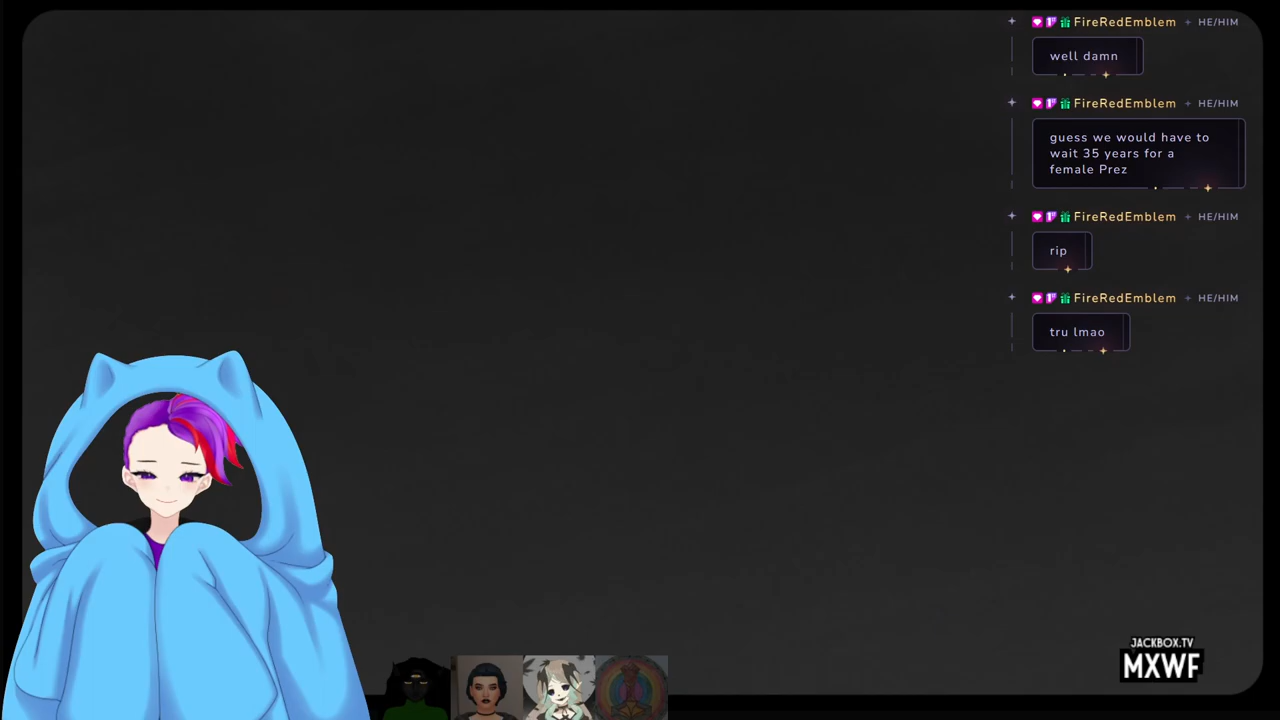 FireRedEmblem HE/HIM
well damn
FireRedEmblem HE/HIM
guess we would have to
wait 35 years for a
female Prez
FireRedEmblem HE/HIM
rip
FireRedEmblem HE/HIM
tru lmao
JACKBOX.TV
MXWF